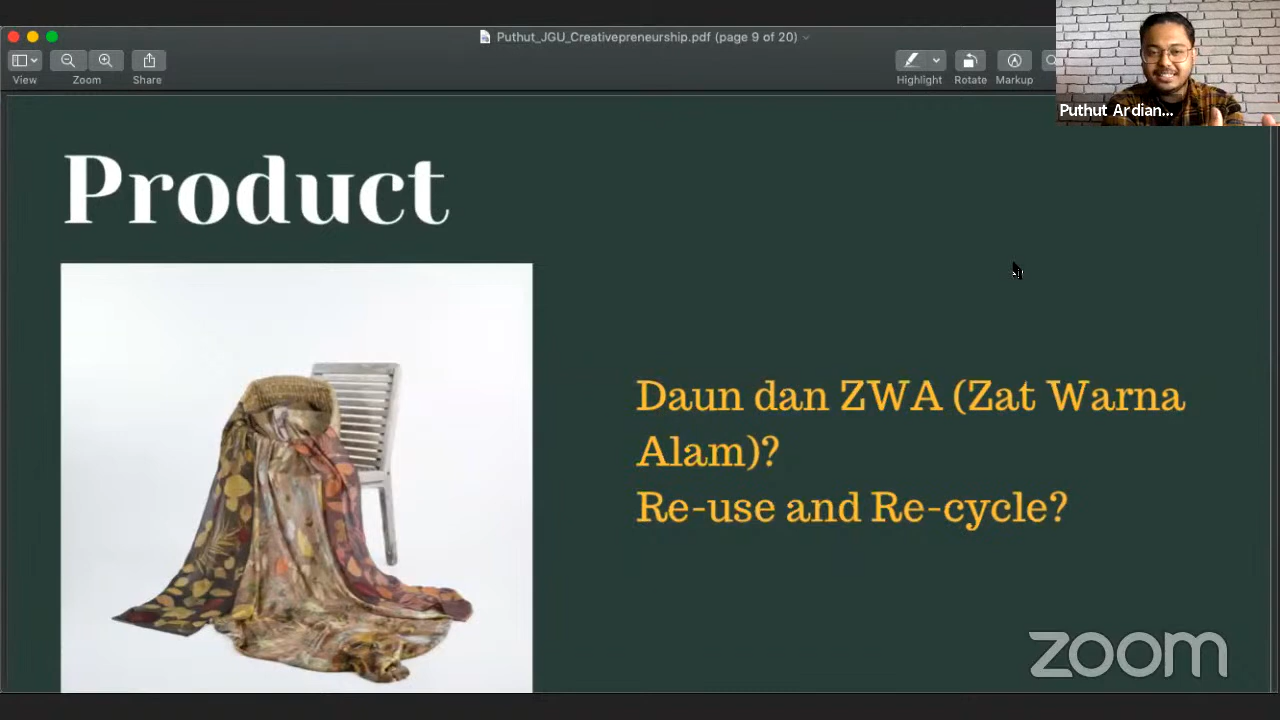 Puthut_JGU_Creativepreneurship.pdf (page 9 of 20)
View
Zoom
Share
Highlight
Rotate
Markup
Puthut Ardian...
Product
Daun dan ZWA (Zat Warna
Alam)?
Re-use and Re-cycle?
zoom